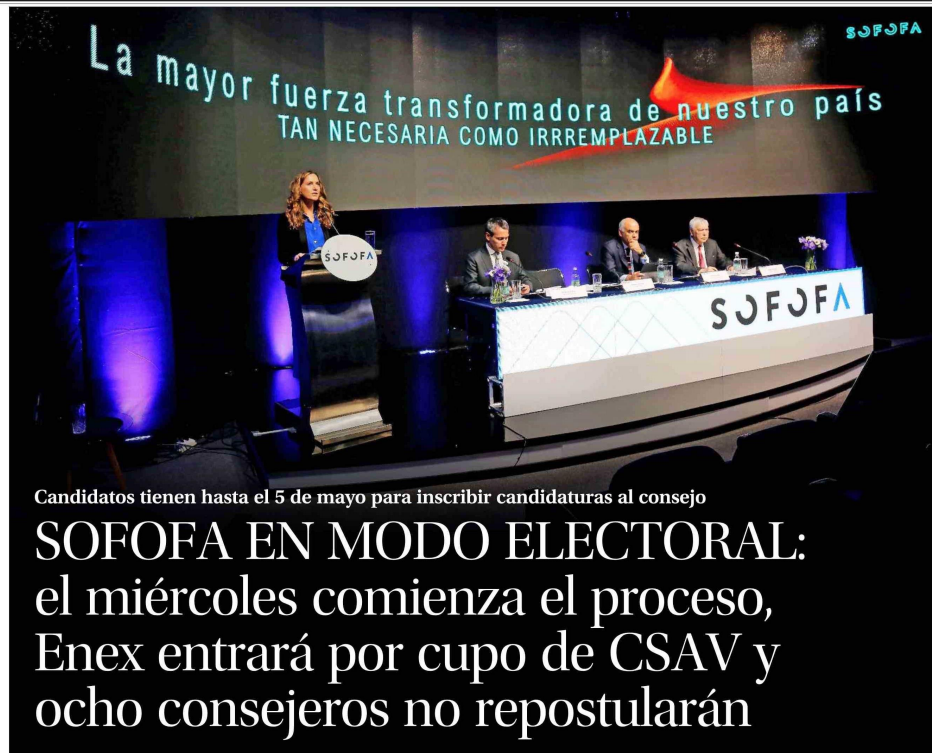 SOFOFA
La mayor fuerza transformadora de nuestro país
TAN NECESARIA COMO IRRREMPLAZABLE
SOFOFA
SOFOFA
Candidatos tienen hasta el 5 de mayo para inscribir candidaturas al consejo
SOFOFA EN MODO ELECTORAL:
el miércoles comienza el proceso,
Enex entrará por cupo de CSAV y
ocho consejeros no repostularán